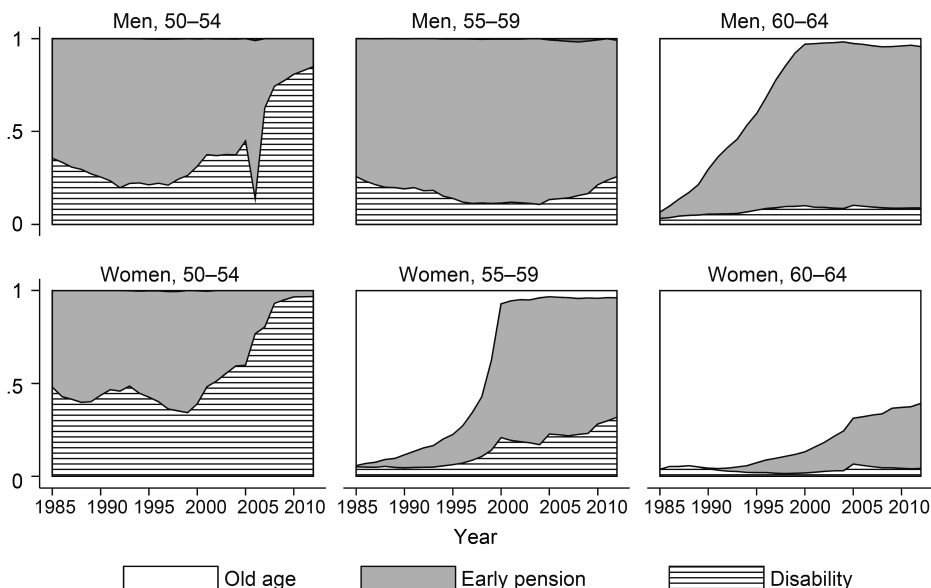 Men, 50–54 Men, 55–59 Men, 60–64
1
.5
0
Women, 50–54 Women, 55–59 Women, 60–64
1
.5
0
1985 1990 1995 2000 2005 2010 1985 1990 1995 2000 2005 2010 1985 1990 1995 2000 2005 2010
Year
Old age Early pension Disability